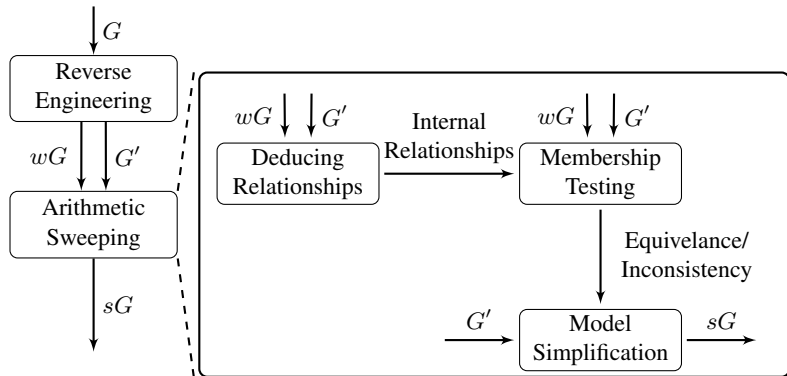 G
Reverse
Engineering
wG G′
Arithmetic
Sweeping
sG
wG G′
Deducing
Relationships
Internal
Relationships
wG G′
Membership
Testing
Equivelance/
Inconsistency
G′
Model
Simplification
sG